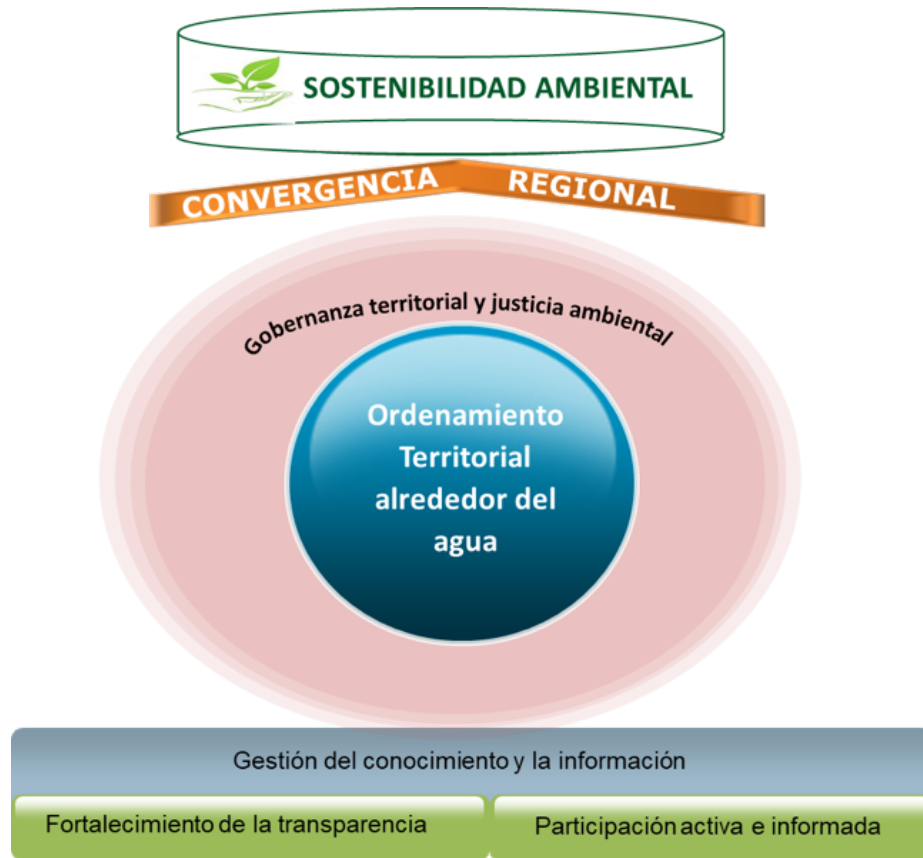 SOSTENIBILIDAD AMBIENTAL
CONVERGENCIA REGIONAL
Gobernanza territorial y justicia ambiental
Ordenamiento
Territorial
alrededor del
agua
Gestión del conocimiento y la información
Fortalecimiento de la transparencia
Participación activa e informada